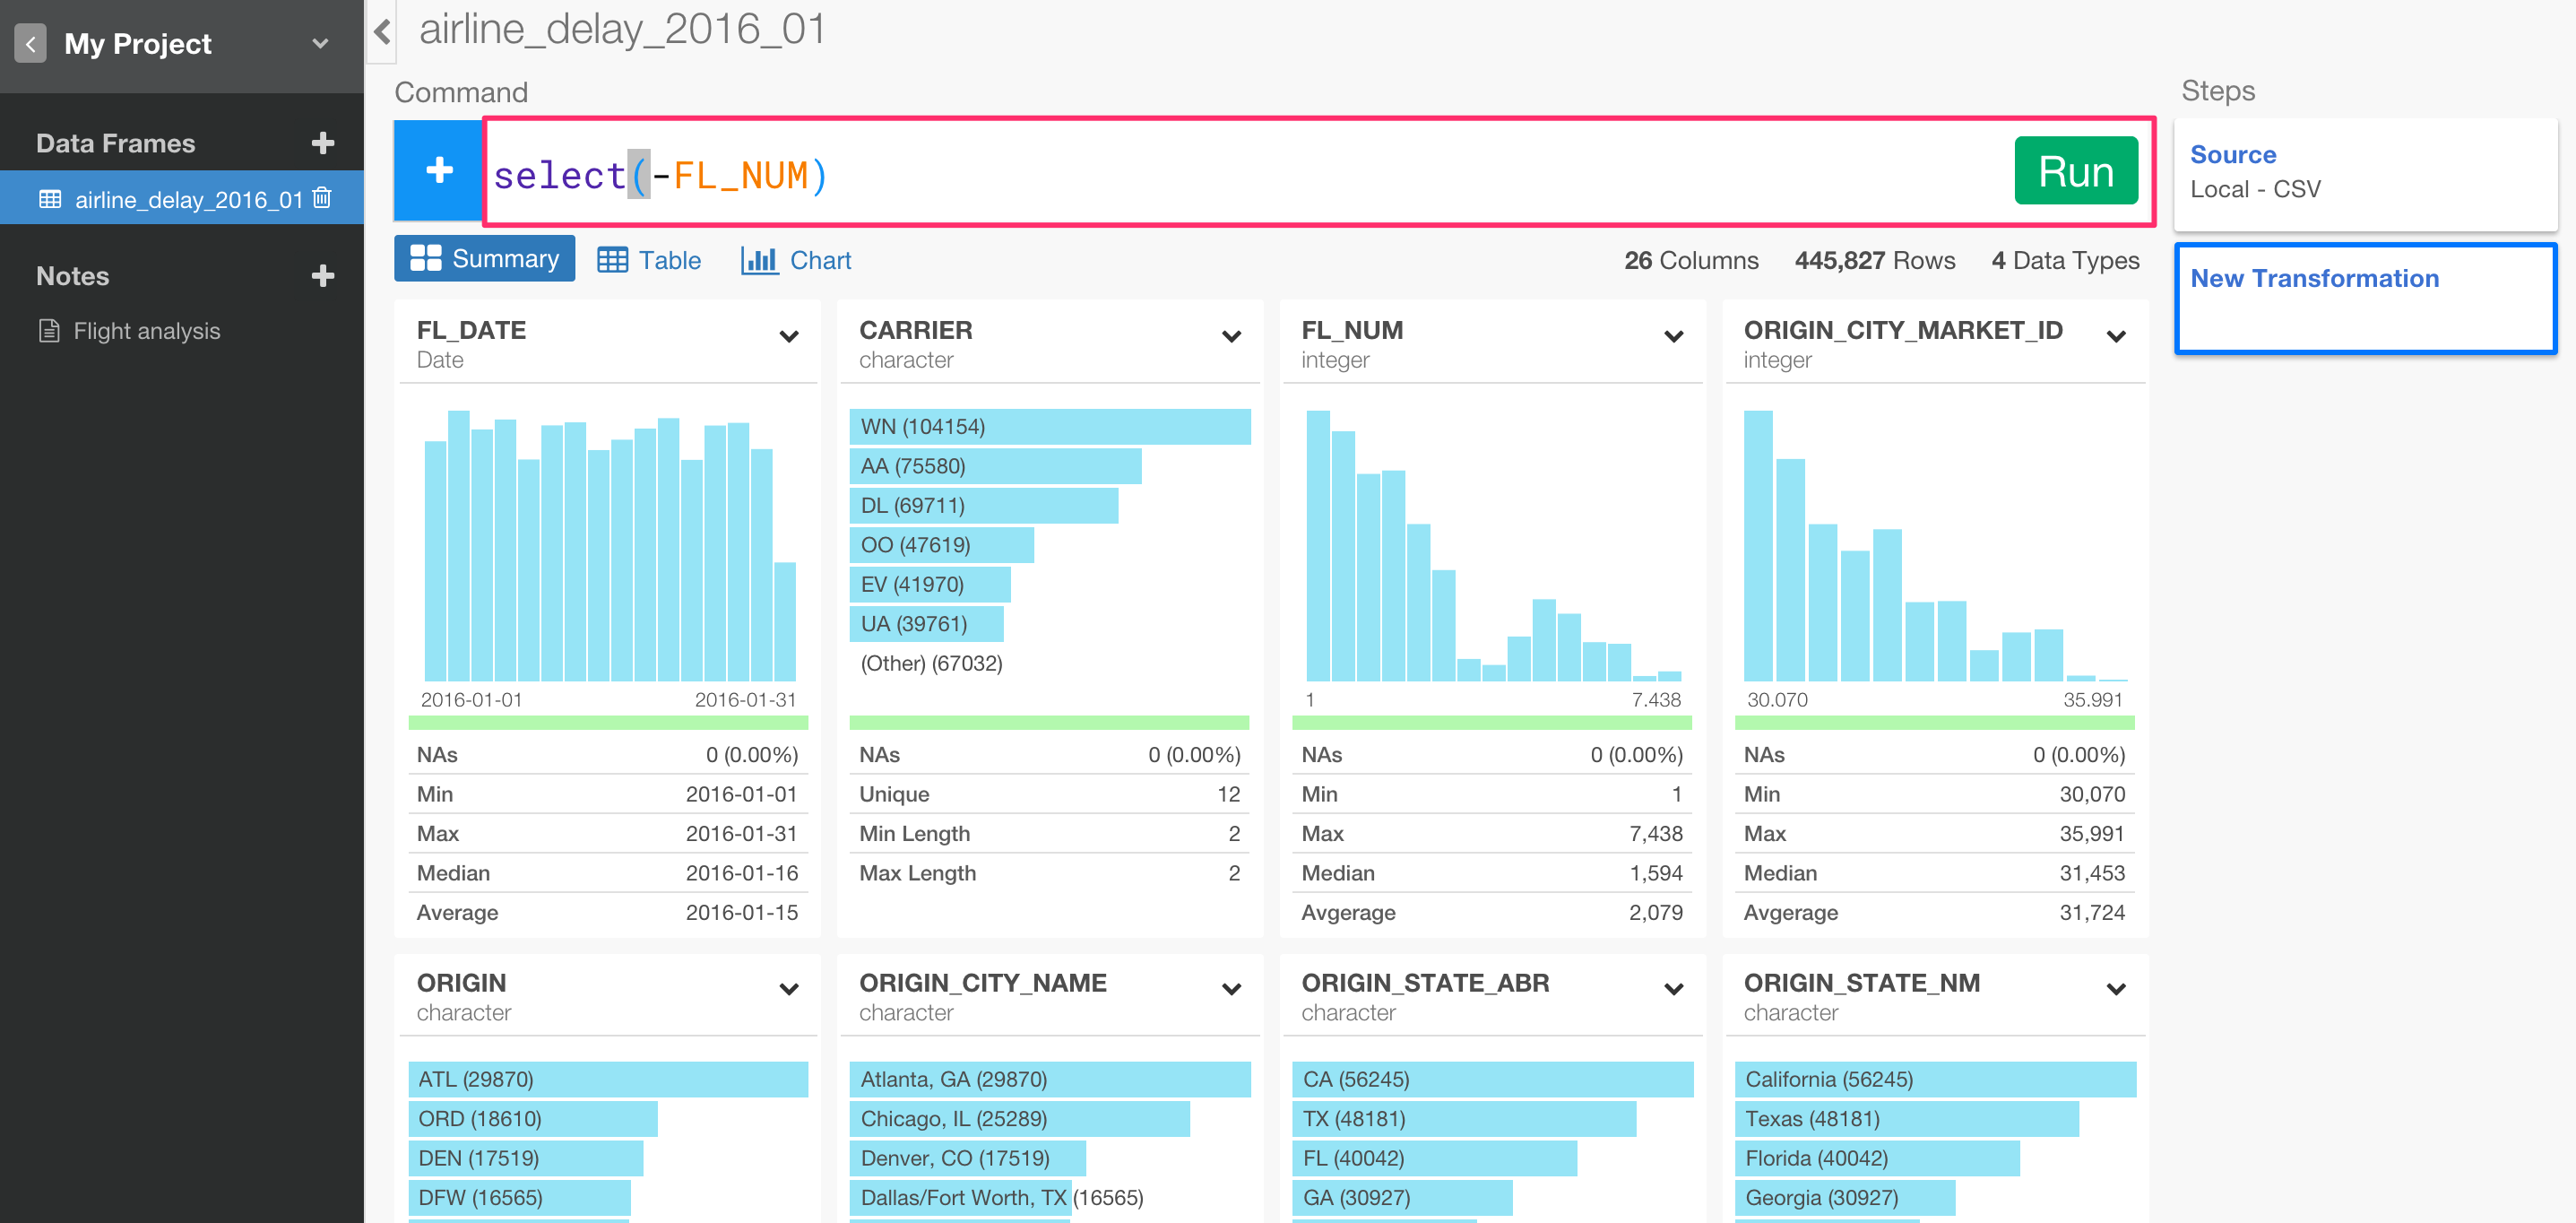 My Project
airline_delay_2016_01
Data Frames
airline_delay_2016_01
Notes
Flight analysis
Command
select(-FL_NUM)
Run
Steps
Source
Local - CSV
New Transformation
Summary
Table
Chart
26 Columns
445,827 Rows
4 Data Types
FL_DATE
Date
2016-01-01 2016-01-31
NAs 0 (0.00%)
Min 2016-01-01
Max 2016-01-31
Median 2016-01-16
Average 2016-01-15
CARRIER
character
WN (104154)
AA (75580)
DL (69711)
OO (47619)
EV (41970)
UA (39761)
(Other) (67032)
NAs 0 (0.00%)
Unique 12
Min Length 2
Max Length 2
FL_NUM
integer
1 7.438
NAs 0 (0.00%)
Min 1
Max 7,438
Median 1,594
Avgerage 2,079
ORIGIN_CITY_MARKET_ID
integer
30.070 35.991
NAs 0 (0.00%)
Min 30,070
Max 35,991
Median 31,453
Avgerage 31,724
ORIGIN
character
ATL (29870)
ORD (18610)
DEN (17519)
DFW (16565)
ORIGIN_CITY_NAME
character
Atlanta, GA (29870)
Chicago, IL (25289)
Denver, CO (17519)
Dallas/Fort Worth, TX (16565)
ORIGIN_STATE_ABR
character
CA (56245)
TX (48181)
FL (40042)
GA (30927)
ORIGIN_STATE_NM
character
California (56245)
Texas (48181)
Florida (40042)
Georgia (30927)